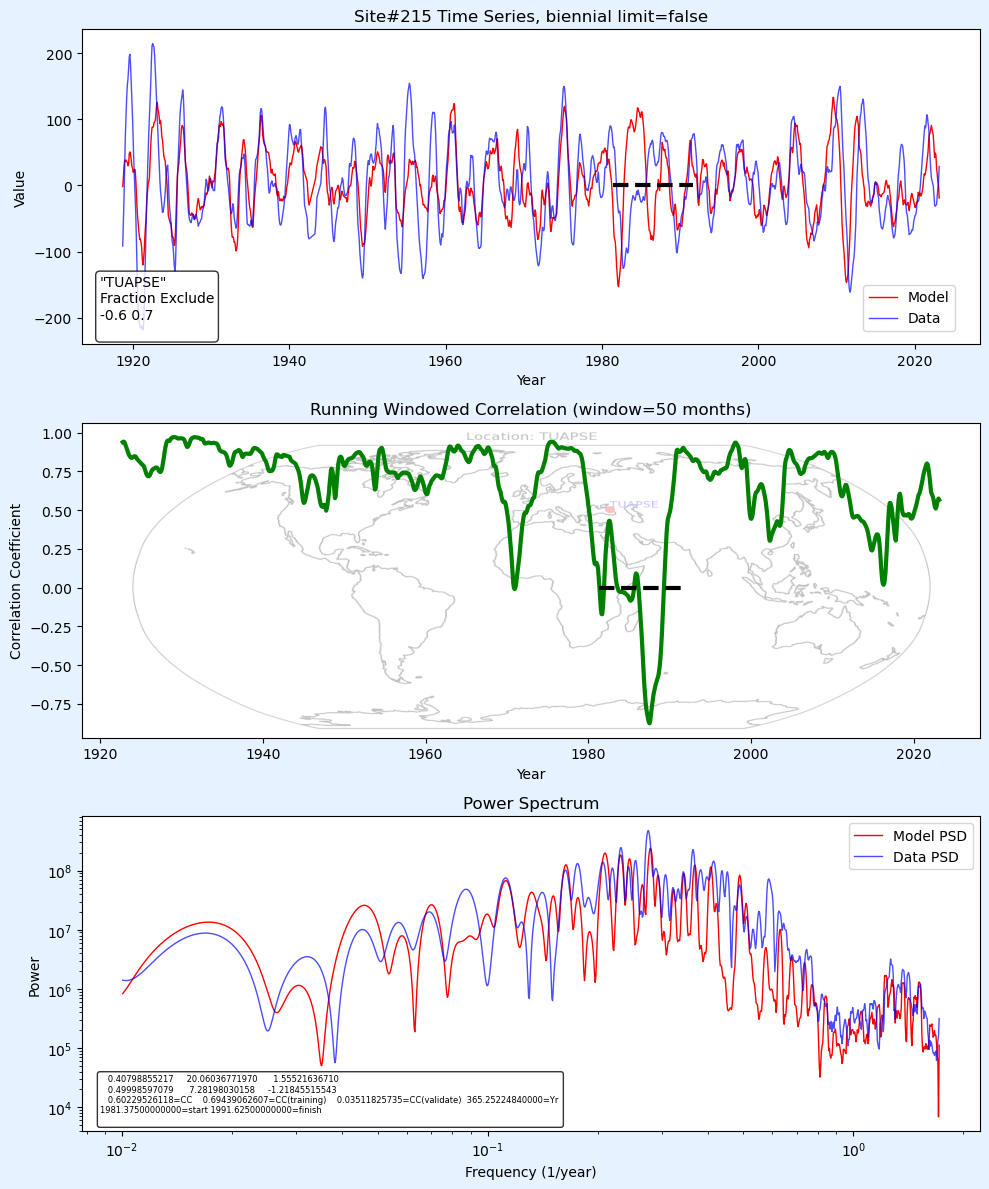 Site#215 Time Series, biennial limit=false
200
100
0
−100
−200
Value
"TUAPSE"
Fraction Exclude
-0.6 0.7
Model
Data
1920 1940 1960 1980 2000 2020
Year
Running Windowed Correlation (window=50 months)
Location: TUAPSE
TUAPSE
1.00
0.75
0.50
0.25
0.00
−0.25
−0.50
−0.75
Correlation Coefficient
1920 1940 1960 1980 2000 2020
Year
Power Spectrum
Model PSD
Data PSD
10⁸
10⁷
10⁶
10⁵
10⁴
Power
0.40798855217 20.06036771970 1.55521636710
0.49998597079 7.28198030158 -1.21845515543
0.60229526118=CC 0.69439062607=CC(training) 0.03511825735=CC(validate) 365.25224840000=Yr
1981.37500000000=start 1991.62500000000=finish
10⁻² 10⁻¹ 10⁰
Frequency (1/year)